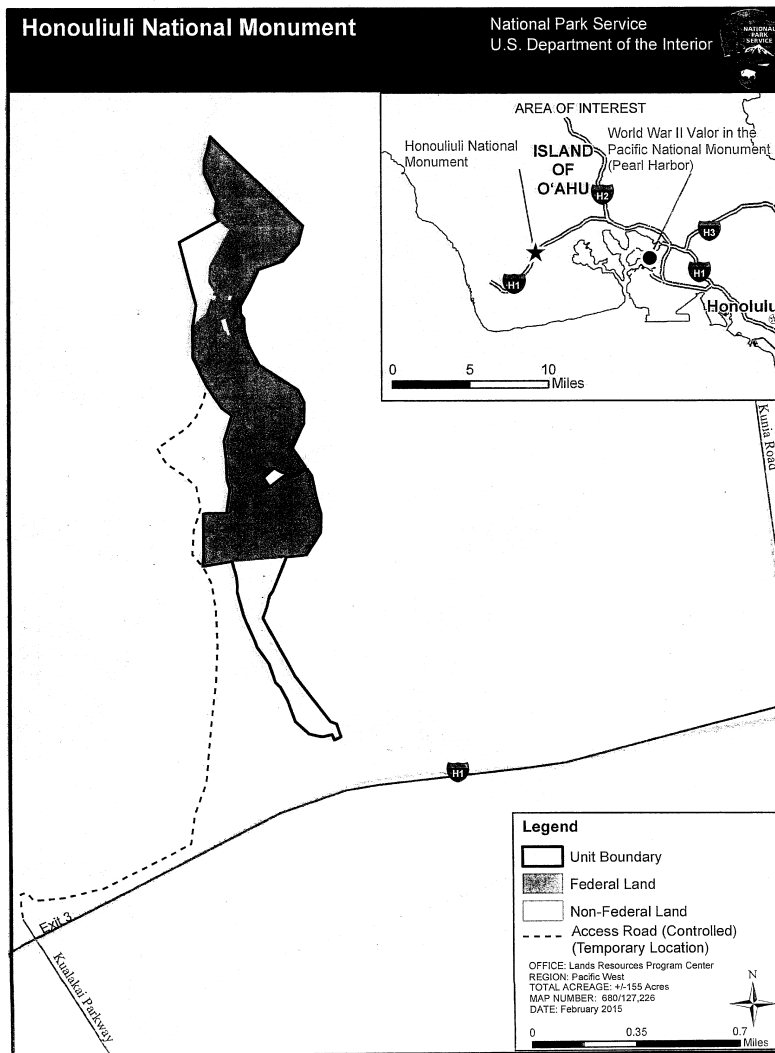 Honouliuli National Monument
National Park Service
U.S. Department of the Interior
NATIONAL
PARK
SERVICE
AREA OF INTEREST
Honouliuli National
Monument
ISLAND
OF
O‘AHU
World War II Valor in the
Pacific National Monument
(Pearl Harbor)
H2
H3
H1
H1
Honolulu
0 5 10
Miles
Kunia Road
H1
Exit 3
Kualakai Parkway
Legend
Unit Boundary
Federal Land
Non-Federal Land
Access Road (Controlled)
(Temporary Location)
OFFICE: Lands Resources Program Center
REGION: Pacific West
TOTAL ACREAGE: +/-155 Acres
MAP NUMBER: 680/127,226
DATE: February 2015
N
0 0.35 0.7
Miles